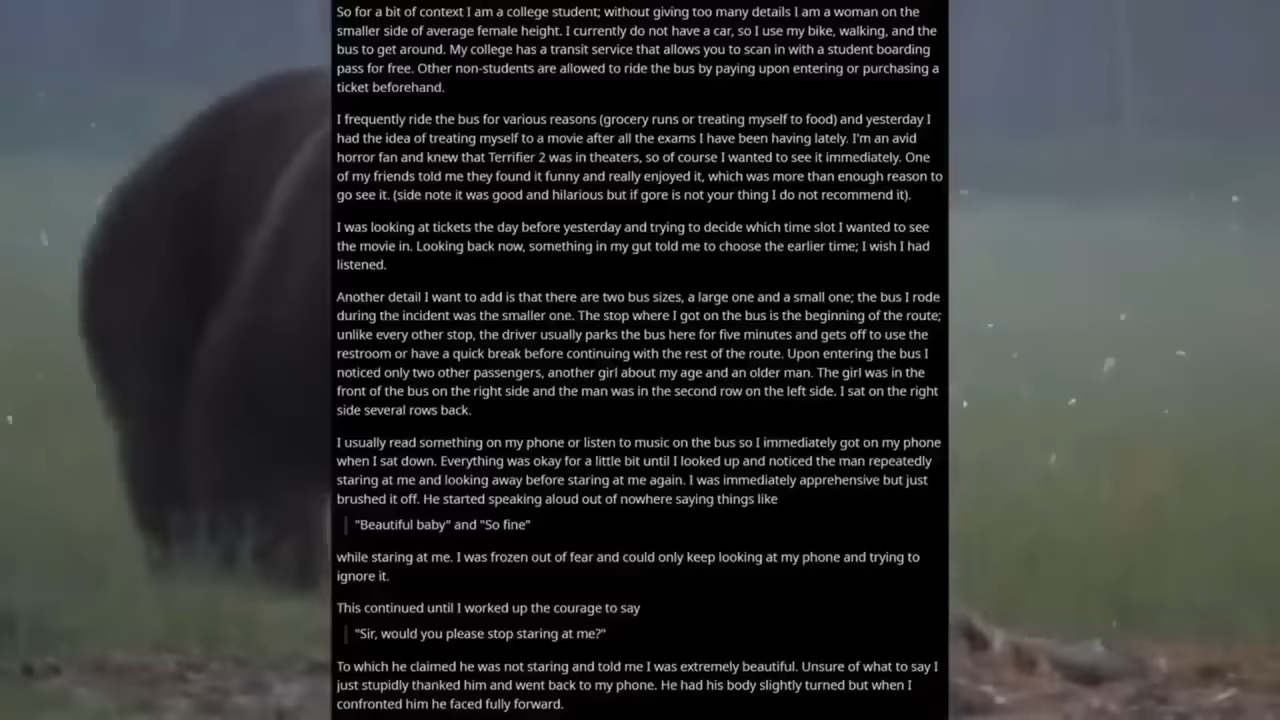 So for a bit of context I am a college student; without giving too many details I am a woman on the
smaller side of average female height. I currently do not have a car, so I use my bike, walking, and the
bus to get around. My college has a transit service that allows you to scan in with a student boarding
pass for free. Other non-students are allowed to ride the bus by paying upon entering or purchasing a
ticket beforehand.
I frequently ride the bus for various reasons (grocery runs or treating myself to food) and yesterday I
had the idea of treating myself to a movie after all the exams I have been having lately. I'm an avid
horror fan and knew that Terrifier 2 was in theaters, so of course I wanted to see it immediately. One
of my friends told me they found it funny and really enjoyed it, which was more than enough reason to
go see it. (side note it was good and hilarious but if gore is not your thing I do not recommend it).
I was looking at tickets the day before yesterday and trying to decide which time slot I wanted to see
the movie in. Looking back now, something in my gut told me to choose the earlier time; I wish I had
listened.
Another detail I want to add is that there are two bus sizes, a large one and a small one; the bus I rode
during the incident was the smaller one. The stop where I got on the bus is the beginning of the route;
unlike every other stop, the driver usually parks the bus here for five minutes and gets off to use the
restroom or have a quick break before continuing with the rest of the route. Upon entering the bus I
noticed only two other passengers, another girl about my age and an older man. The girl was in the
front of the bus on the right side and the man was in the second row on the left side. I sat on the right
side several rows back.
I usually read something on my phone or listen to music on the bus so I immediately got on my phone
when I sat down. Everything was okay for a little bit until I looked up and noticed the man repeatedly
staring at me and looking away before staring at me again. I was immediately apprehensive but just
brushed it off. He started speaking aloud out of nowhere saying things like
"Beautiful baby" and "So fine"
while staring at me. I was frozen out of fear and could only keep looking at my phone and trying to
ignore it.
This continued until I worked up the courage to say
"Sir, would you please stop staring at me?"
To which he claimed he was not staring and told me I was extremely beautiful. Unsure of what to say I
just stupidly thanked him and went back to my phone. He had his body slightly turned but when I
confronted him he faced fully forward.